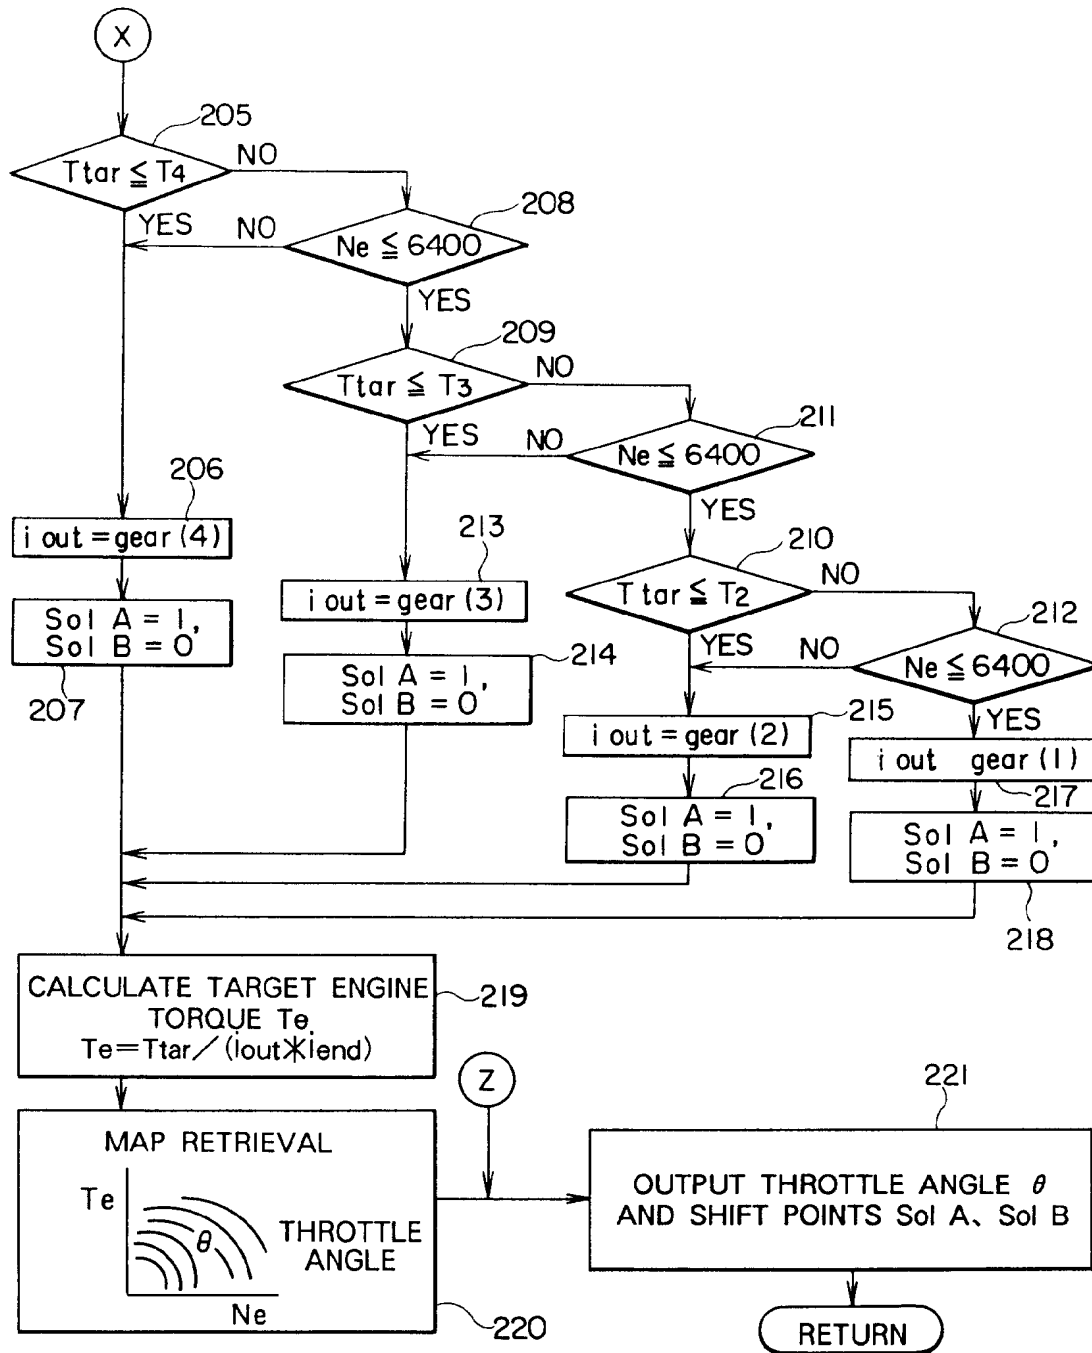 X
205
Ttar ≦ T4
NO
YES
NO
208
Ne ≦ 6400
YES
209
Ttar ≦ T3
NO
YES
NO
211
Ne ≦ 6400
YES
206
i out = gear (4)
213
i out = gear (3)
210
T tar ≦ T2
NO
YES
NO
212
Ne ≦ 6400
YES
Sol A = 1,
Sol B = 0
207
Sol A = 1,
Sol B = 0
214
215
i out = gear (2)
i out gear (1)
217
216
Sol A = 1,
Sol B = 0
Sol A = 1,
Sol B = 0
218
CALCULATE TARGET ENGINE
TORQUE Te
Te = Ttar / (iout * iend)
219
Z
MAP RETRIEVAL
Te
θ
THROTTLE
ANGLE
Ne
220
221
OUTPUT THROTTLE ANGLE θ
AND SHIFT POINTS Sol A、Sol B
RETURN